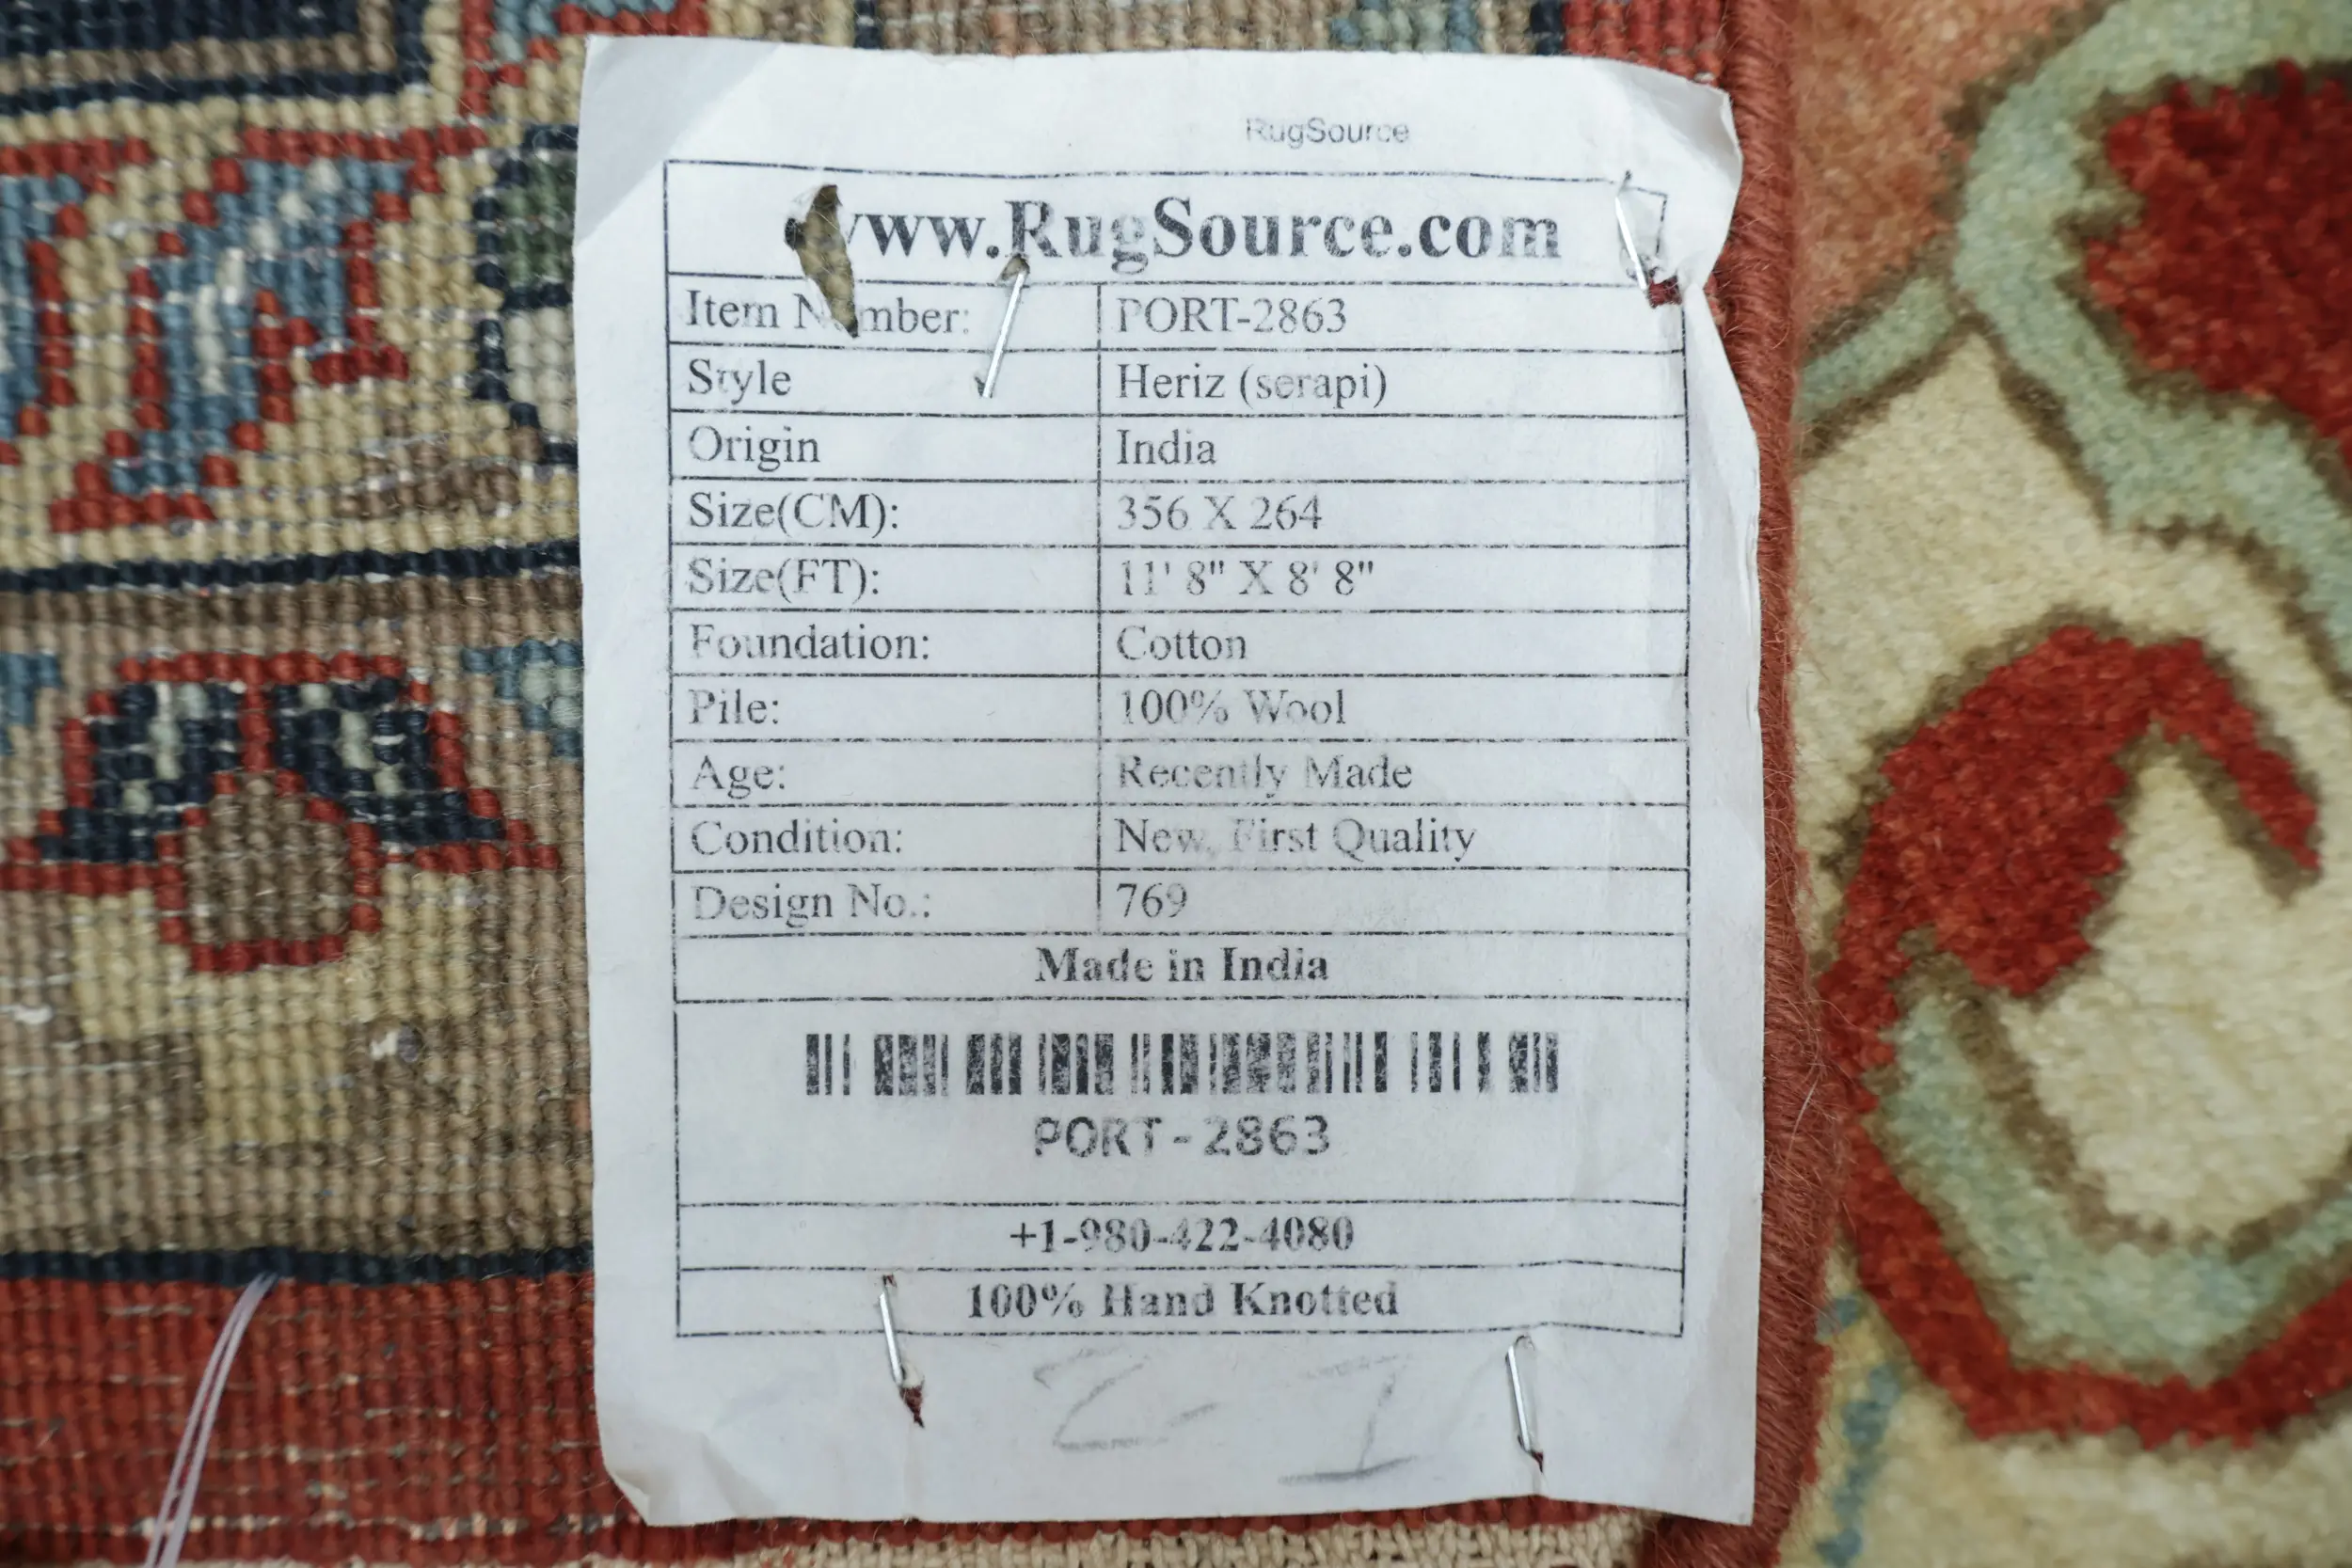 RugSource
www.RugSource.com
Item Number: PORT-2863
Style Heriz (serapi)
Origin India
Size(CM): 356 X 264
Size(FT): 11' 8" X 8' 8"
Foundation: Cotton
Pile: 100% Wool
Age: Recently Made
Condition: New, First Quality
Design No.: 769
Made in India
PORT-2863
+1-980-422-4080
100% Hand Knotted